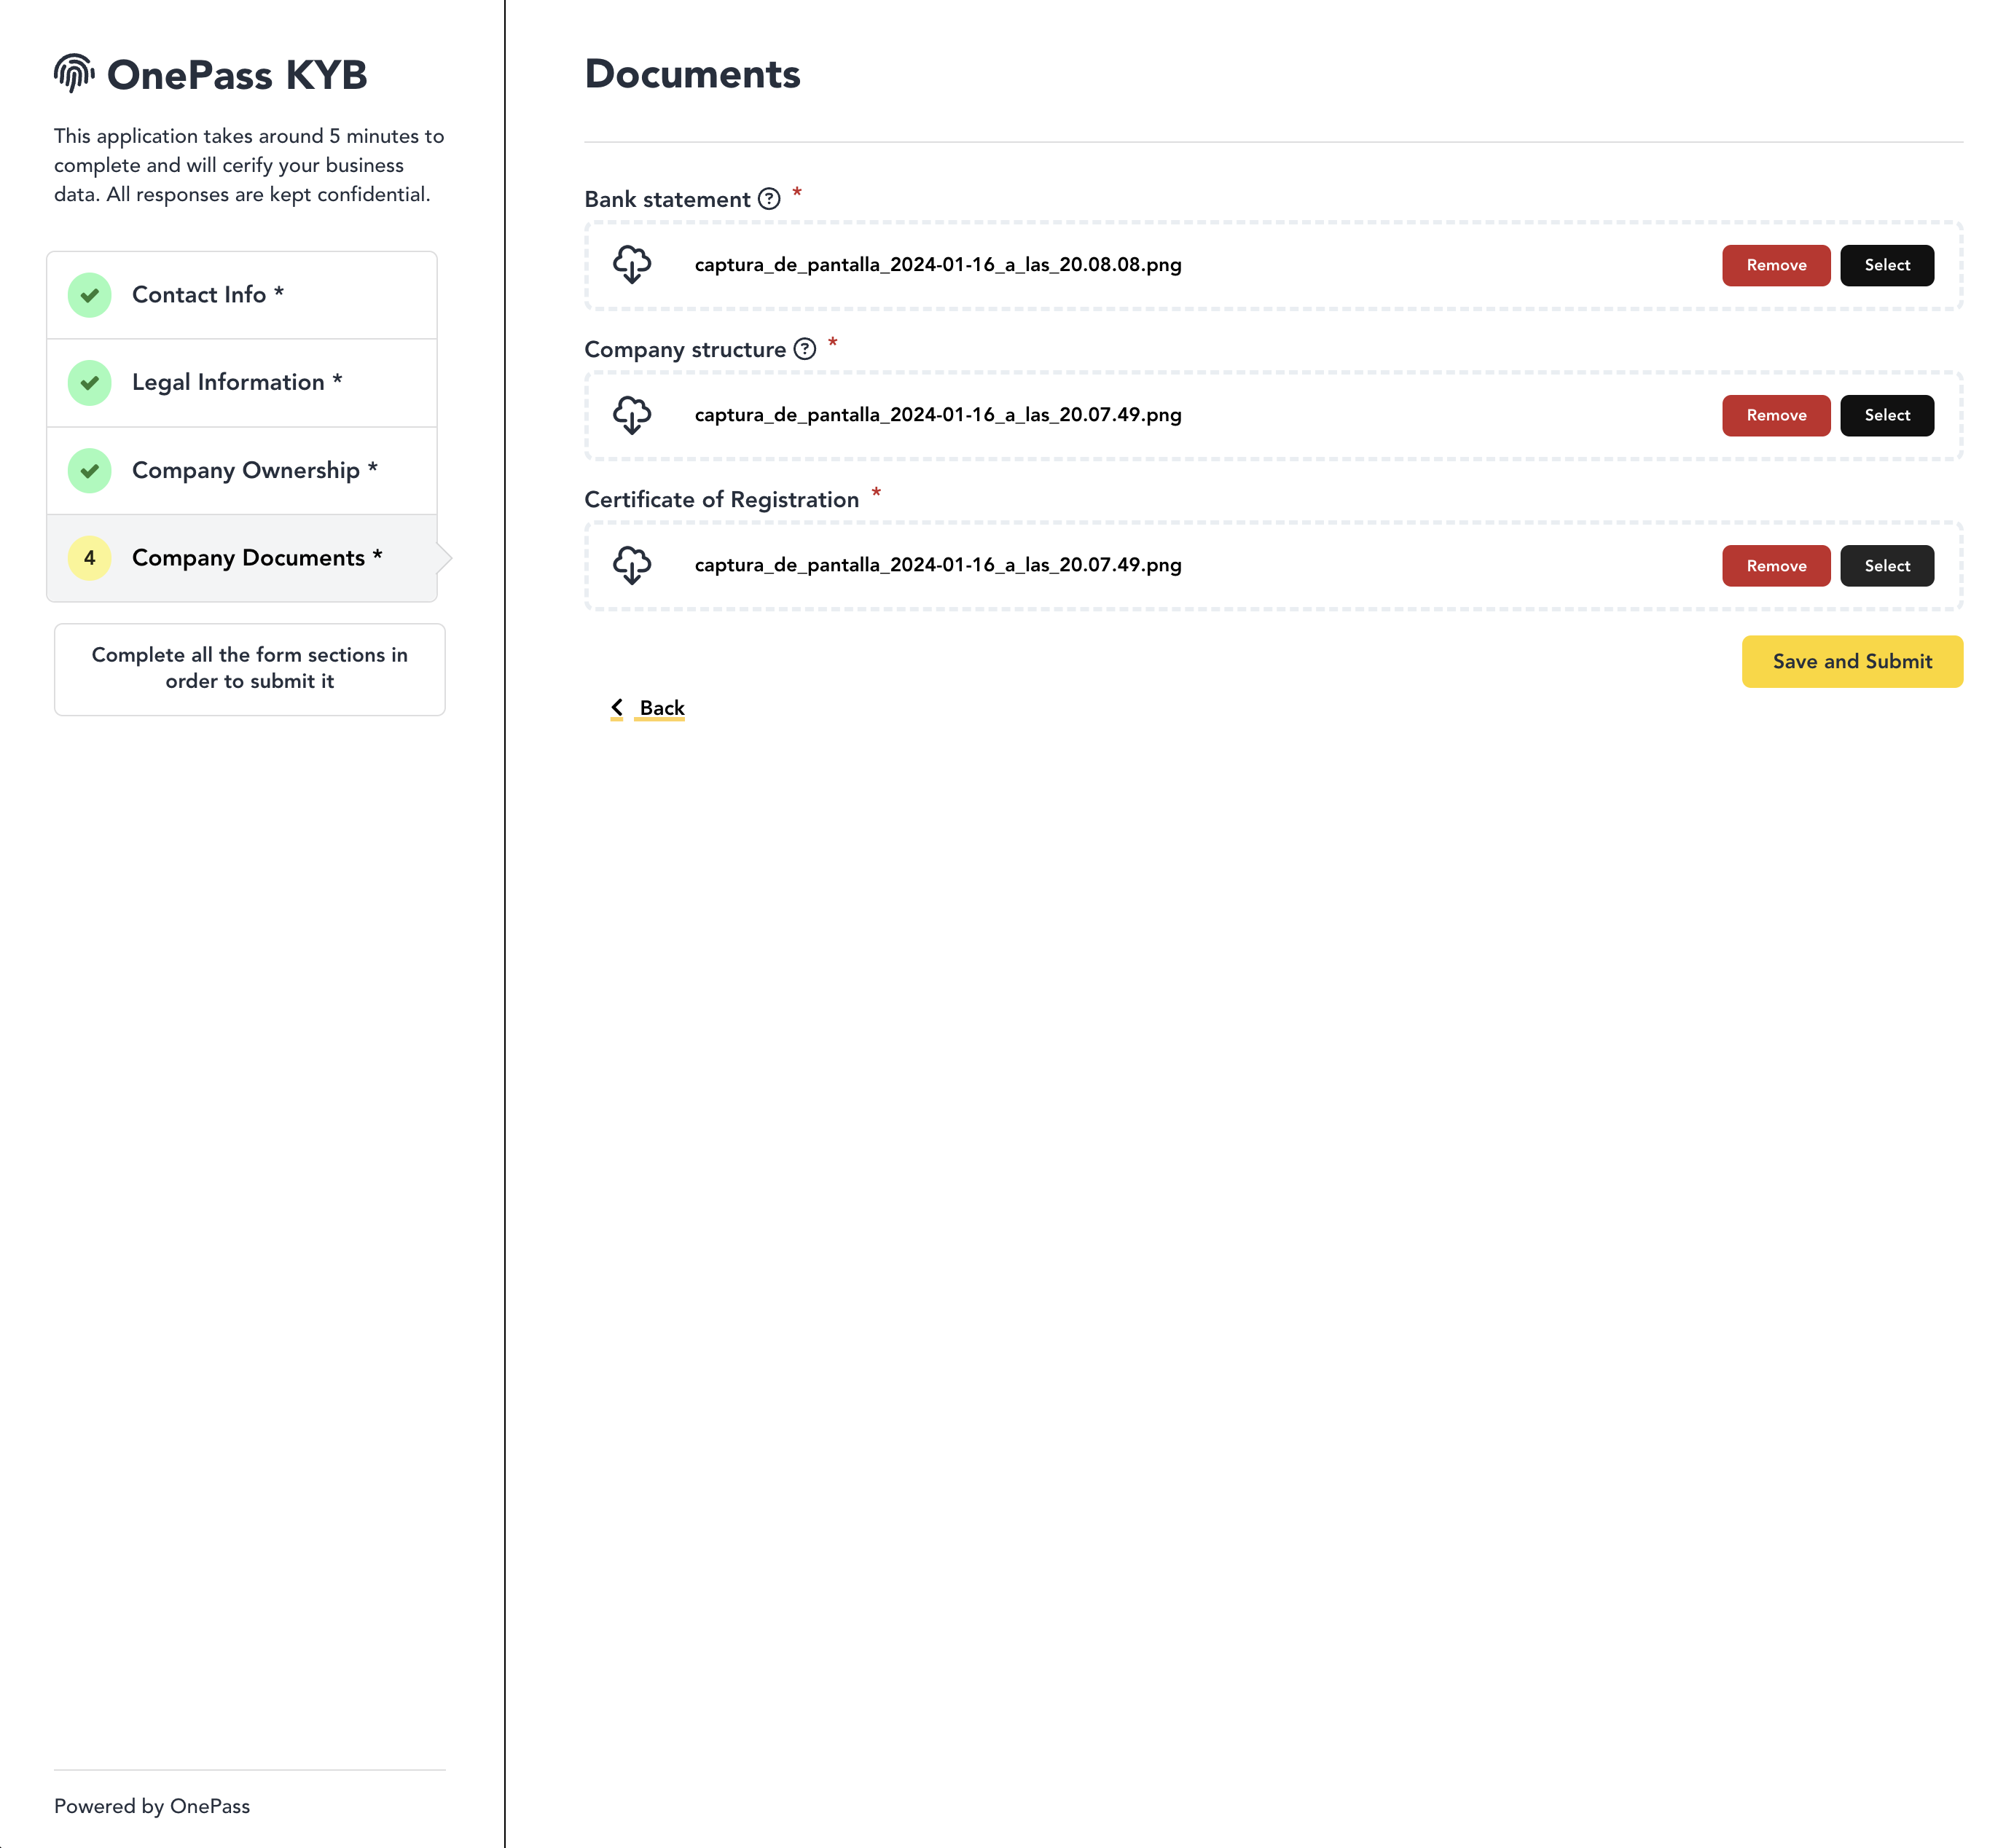 OnePass KYB
This application takes around 5 minutes to
complete and will cerify your business
data. All responses are kept confidential.
Contact Info *
Legal Information *
Company Ownership *
4 Company Documents *
Complete all the form sections in
order to submit it
Powered by OnePass
Documents
Bank statement ? *
captura_de_pantalla_2024-01-16_a_las_20.08.08.png Remove Select
Company structure ? *
captura_de_pantalla_2024-01-16_a_las_20.07.49.png Remove Select
Certificate of Registration *
captura_de_pantalla_2024-01-16_a_las_20.07.49.png Remove Select
Save and Submit
Back